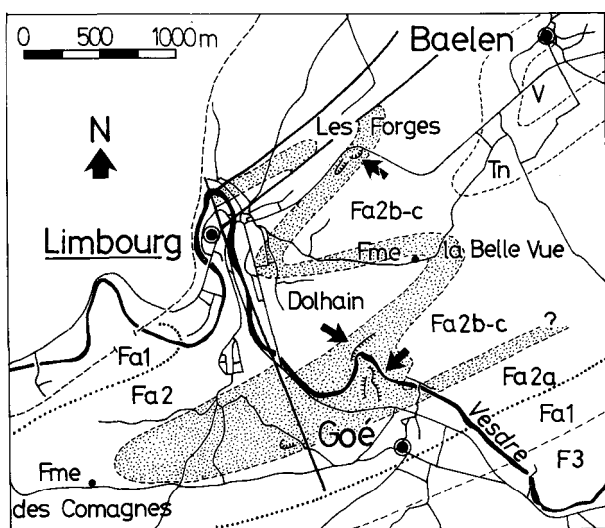 0 500 1000m
Baelen
N
V
Les Forges
Tn
Fa2b-c
Limbourg
Fme
la Belle Vue
Dolhain
Fa2b-c
?
Fa1
Fa2
Fa2a
Fa1
Vesdre
Goé
F3
Fme
des Comagnes